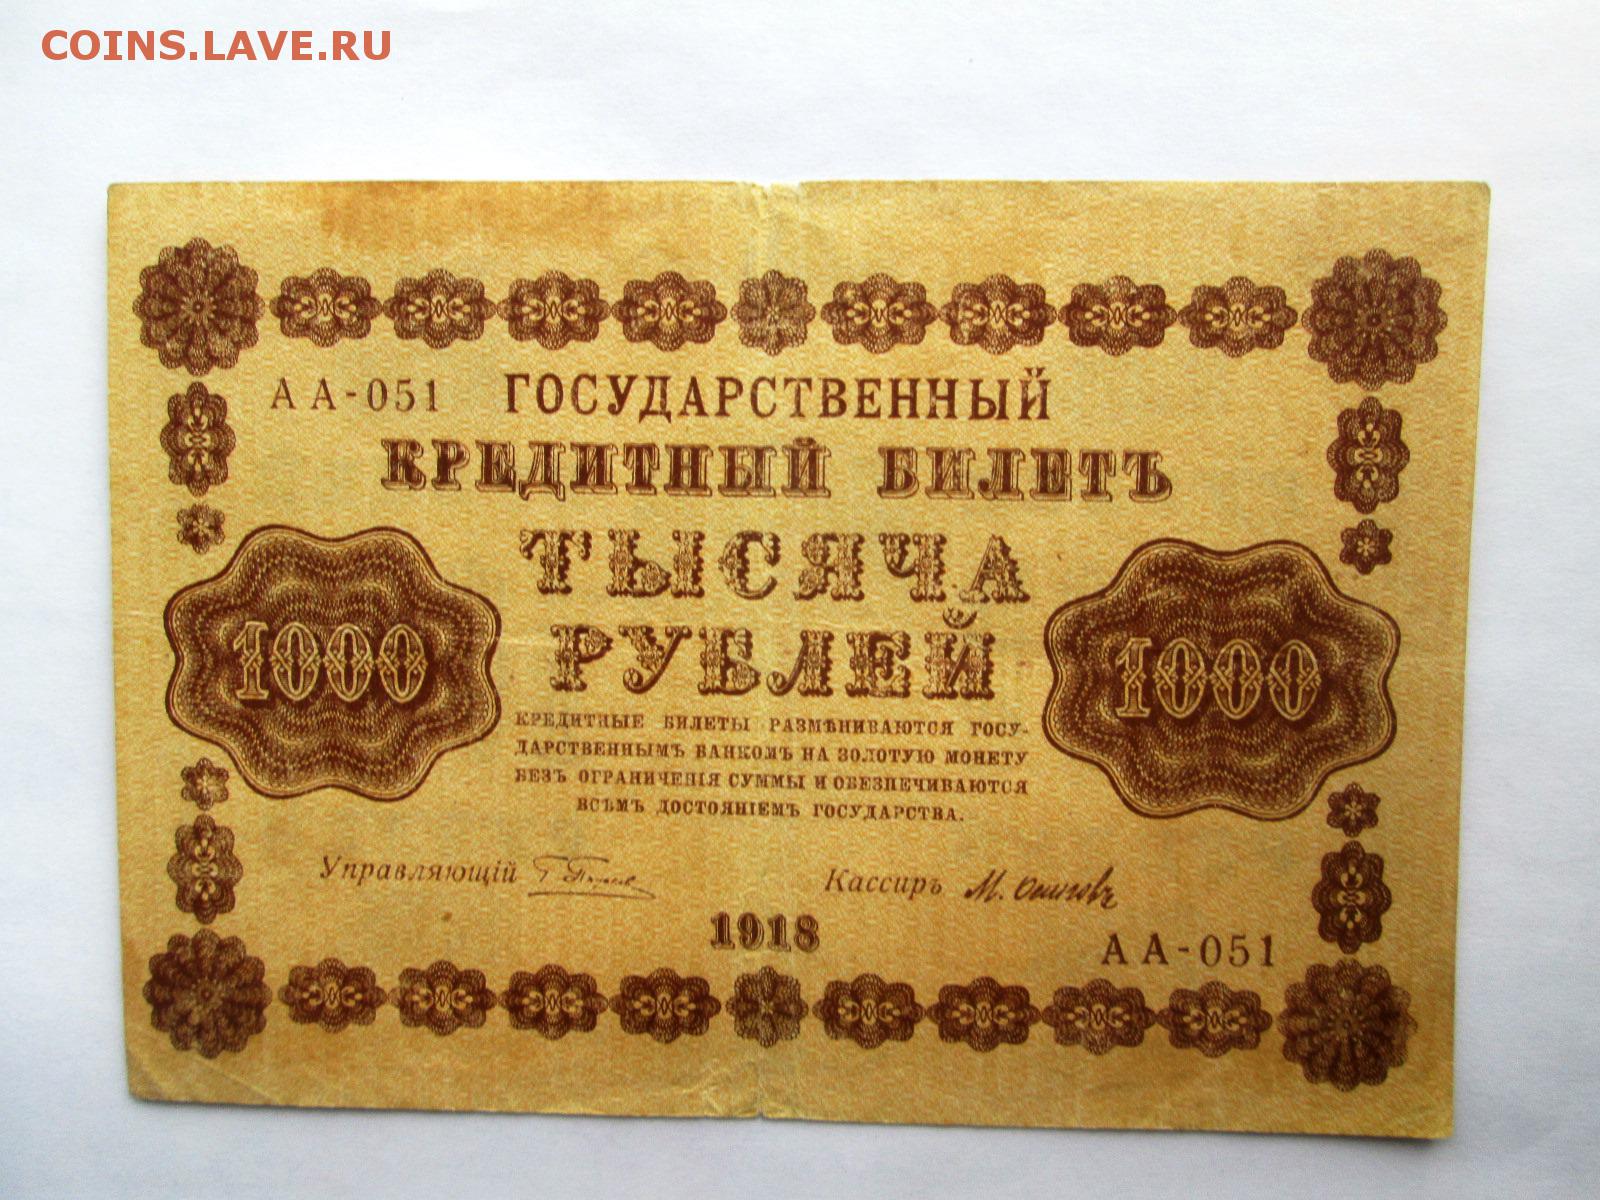 COINS.LAVE.RU
АА-051 ГОСУДАРСТВЕННЫЙ
КРЕДИТНЫЙ БИЛЕТЪ
ТЫСЯЧА
РУБЛЕЙ
1000 1000
КРЕДИТНЫЕ БИЛЕТЫ РАЗМѢНИВАЮТСЯ ГОСУ-
ДАРСТВЕННЫМЪ БАНКОМЪ НА ЗОЛОТУЮ МОНЕТУ
БЕЗЪ ОГРАНИЧЕНІЯ СУММЫ И ОБЕЗПЕЧИВАЮТСЯ
ВСѢМЪ ДОСТОЯНІЕМЪ ГОСУДАРСТВА.
Управляющій
Кассиръ М. Осиповъ
1918
АА-051